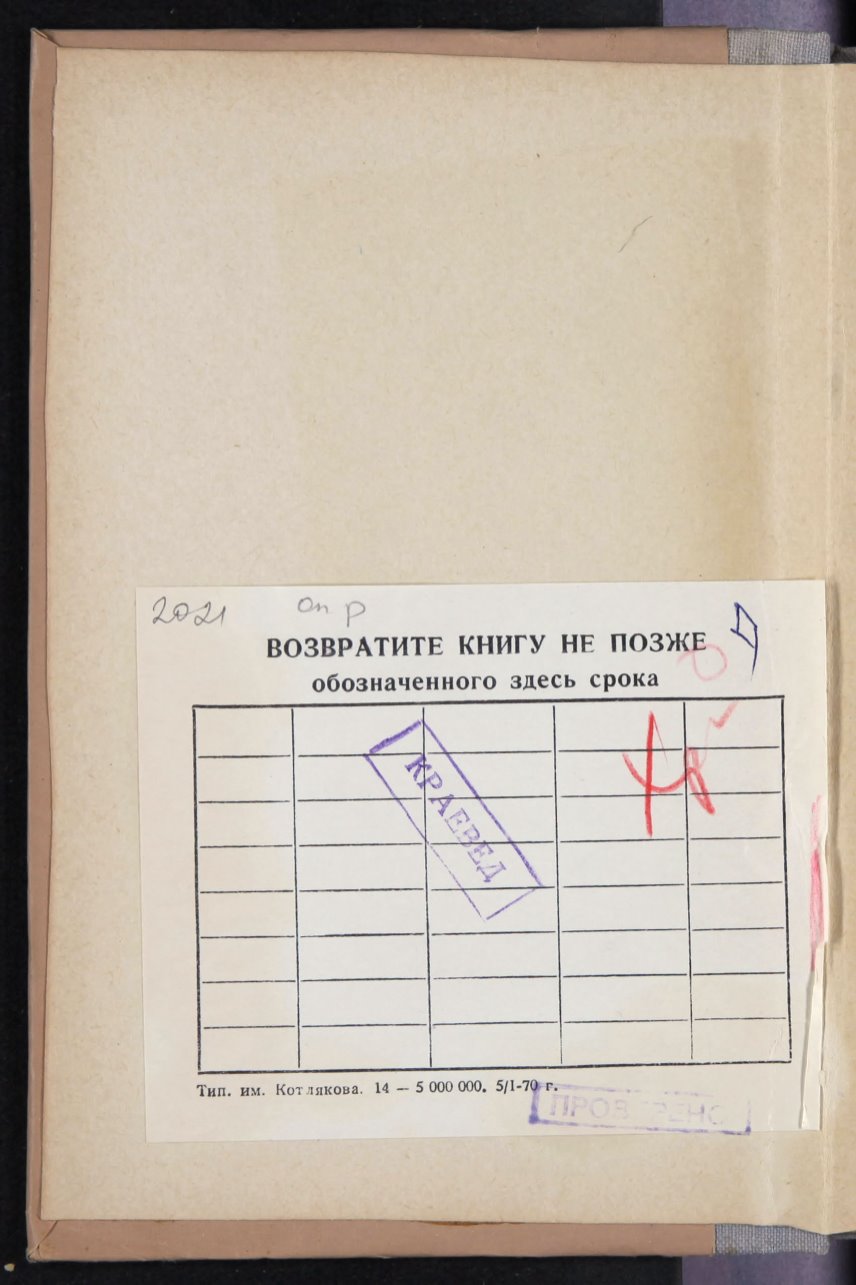 2021 оп р
ВОЗВРАТИТЕ КНИГУ НЕ ПОЗЖЕ
обозначенного здесь срока
КРАЕВЕД
Тип. им. Котлякова. 14 — 5 000 000. 5/I-70 г.
ПРОВЕРЕНО